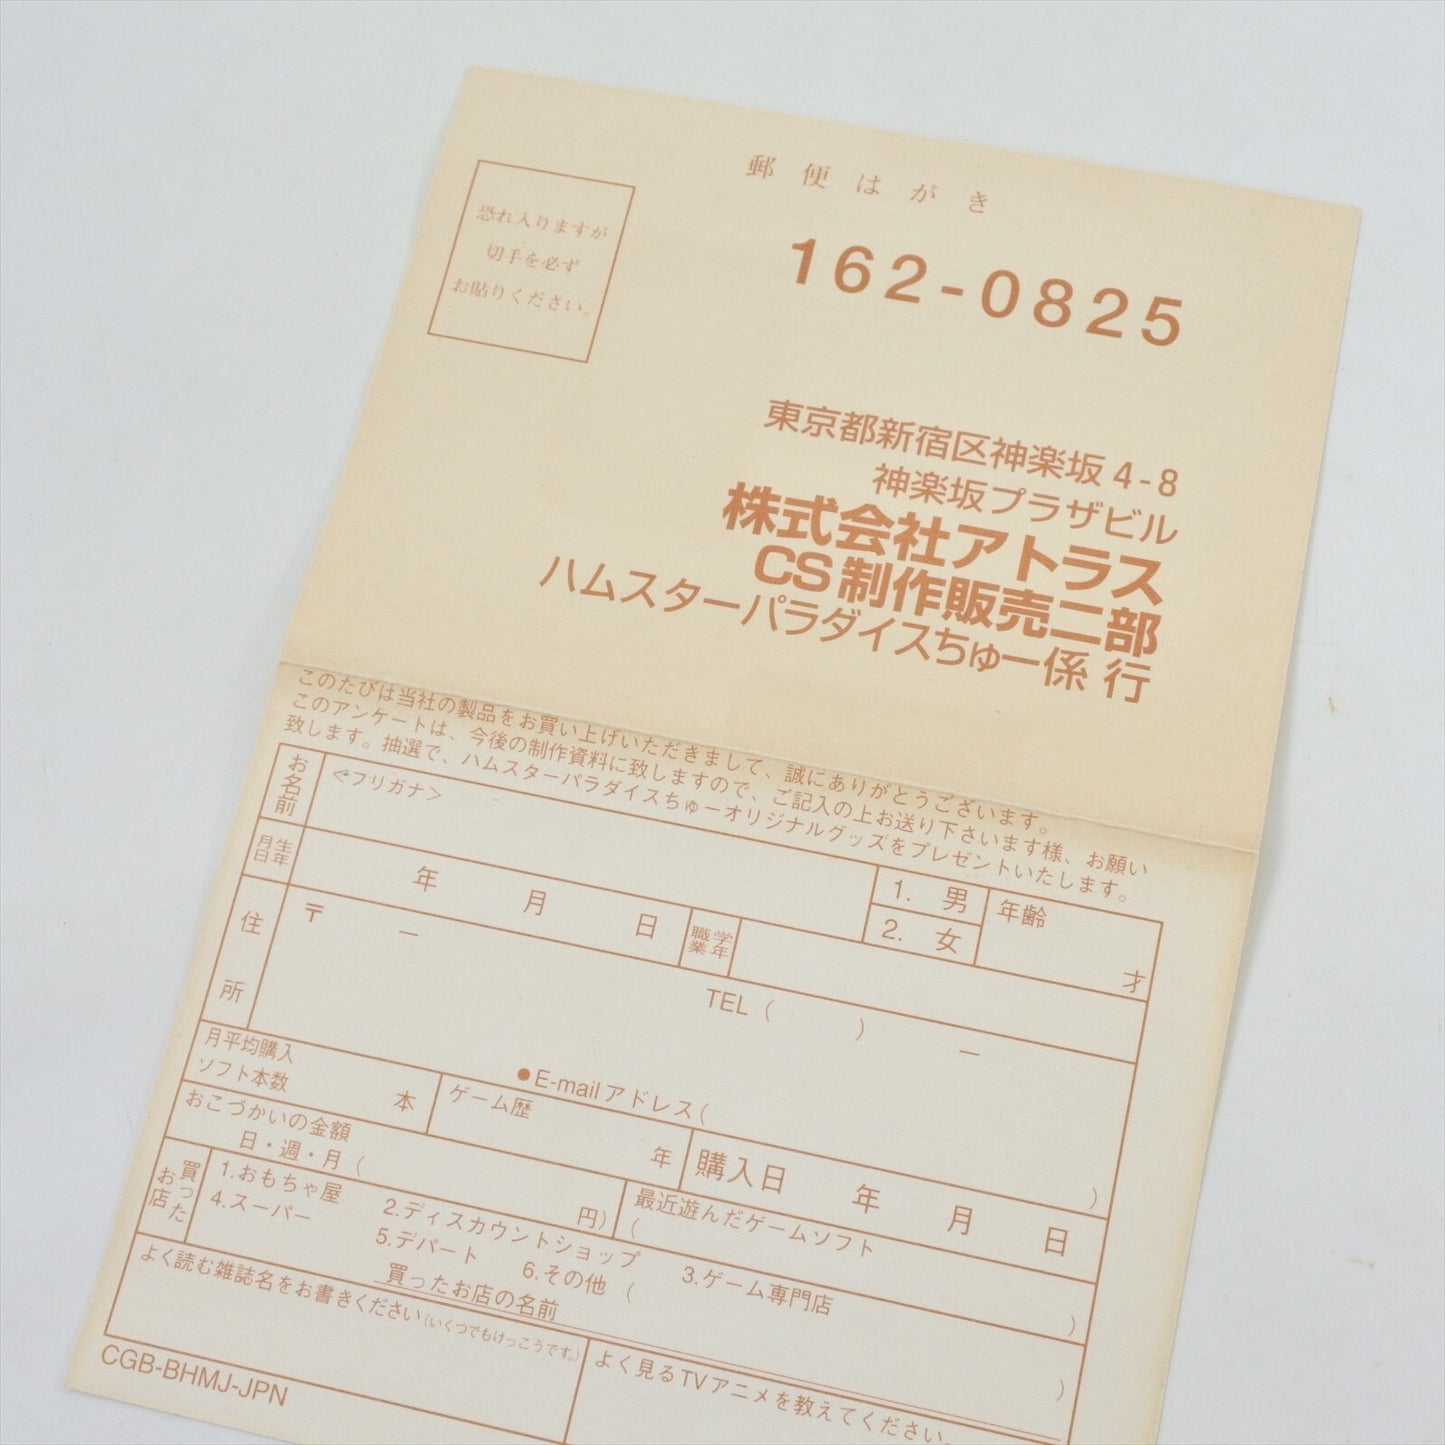 郵便はがき
恐れ入りますが
切手を必ず
お貼りください。
162-0825
東京都新宿区神楽坂4-8
神楽坂プラザビル
株式会社アトラス
CS制作販売二部
ハムスターパラダイスちゅー係 行
このたびは当社の製品をお買い上げいただきまして、誠にありがとうございます。
このアンケートは、今後の制作資料に致しますので、ご記入の上お送り下さいます様、お願い
致します。抽選で、ハムスターパラダイスちゅーオリジナルグッズをプレゼントいたします。
お名前
<フリガナ>
1. 男
2. 女
年齢
才
生年
月日
年 月 日
職業
学年
住所
〒 ー
TEL ( ) ー
●E-mailアドレス( )
月平均購入
ソフト本数
本
ゲーム歴
年
購入日 年 月 日
おこづかいの金額
日・週・月 ( 円)
最近遊んだゲームソフト
( )
買った
お店
1.おもちゃ屋 2.ディスカウントショップ 3.ゲーム専門店
4.スーパー 5.デパート 6.その他 ( )
買ったお店の名前
よく読む雑誌名をお書きください(いくつでもけっこうです。)
よく見るTVアニメを教えてください。
CGB-BHMJ-JPN